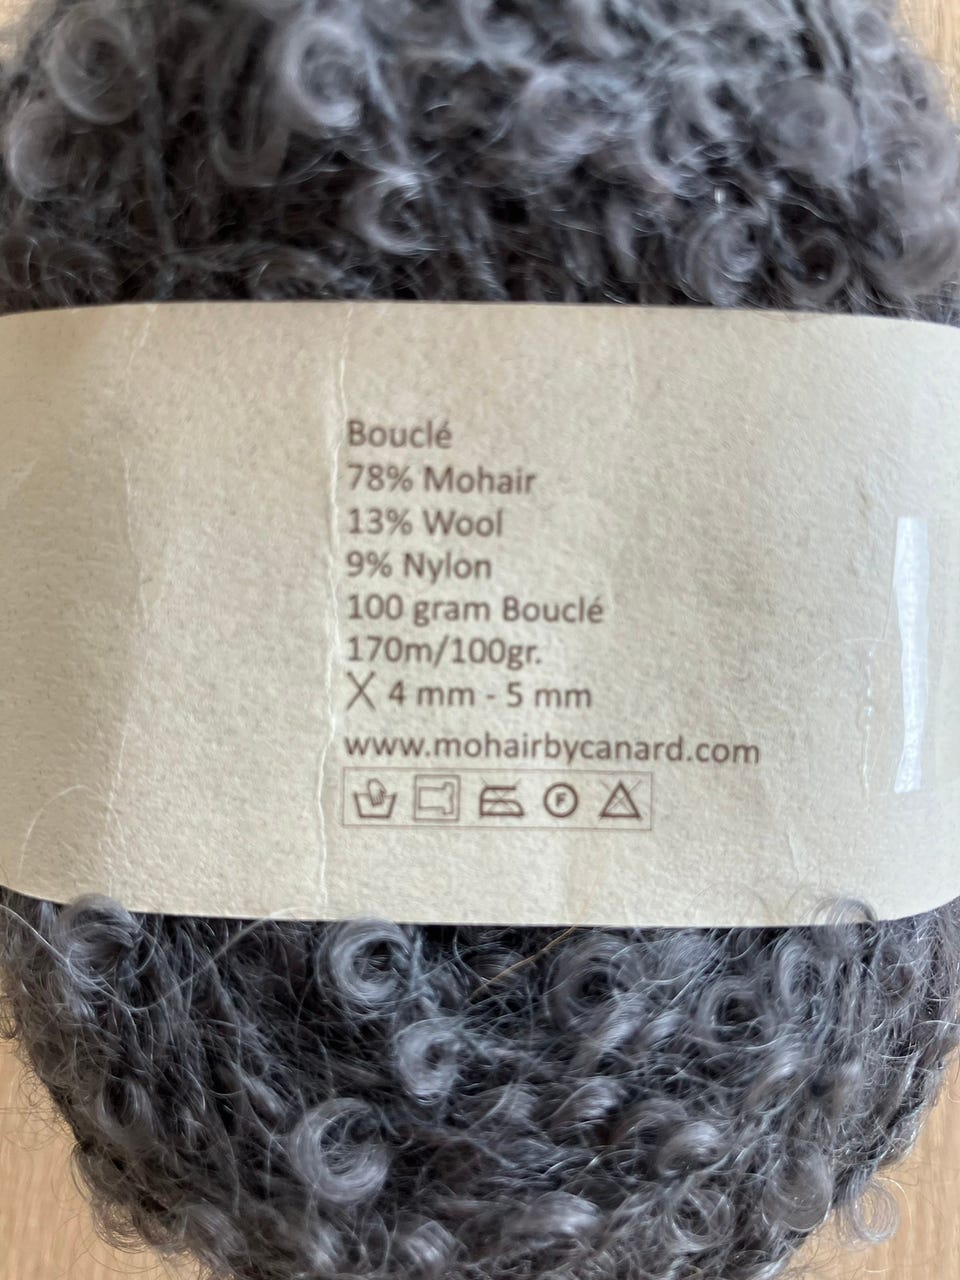 Bouclé
78% Mohair
13% Wool
9% Nylon
100 gram Bouclé
170m/100gr.
X 4 mm - 5 mm
www.mohairbycanard.com
F